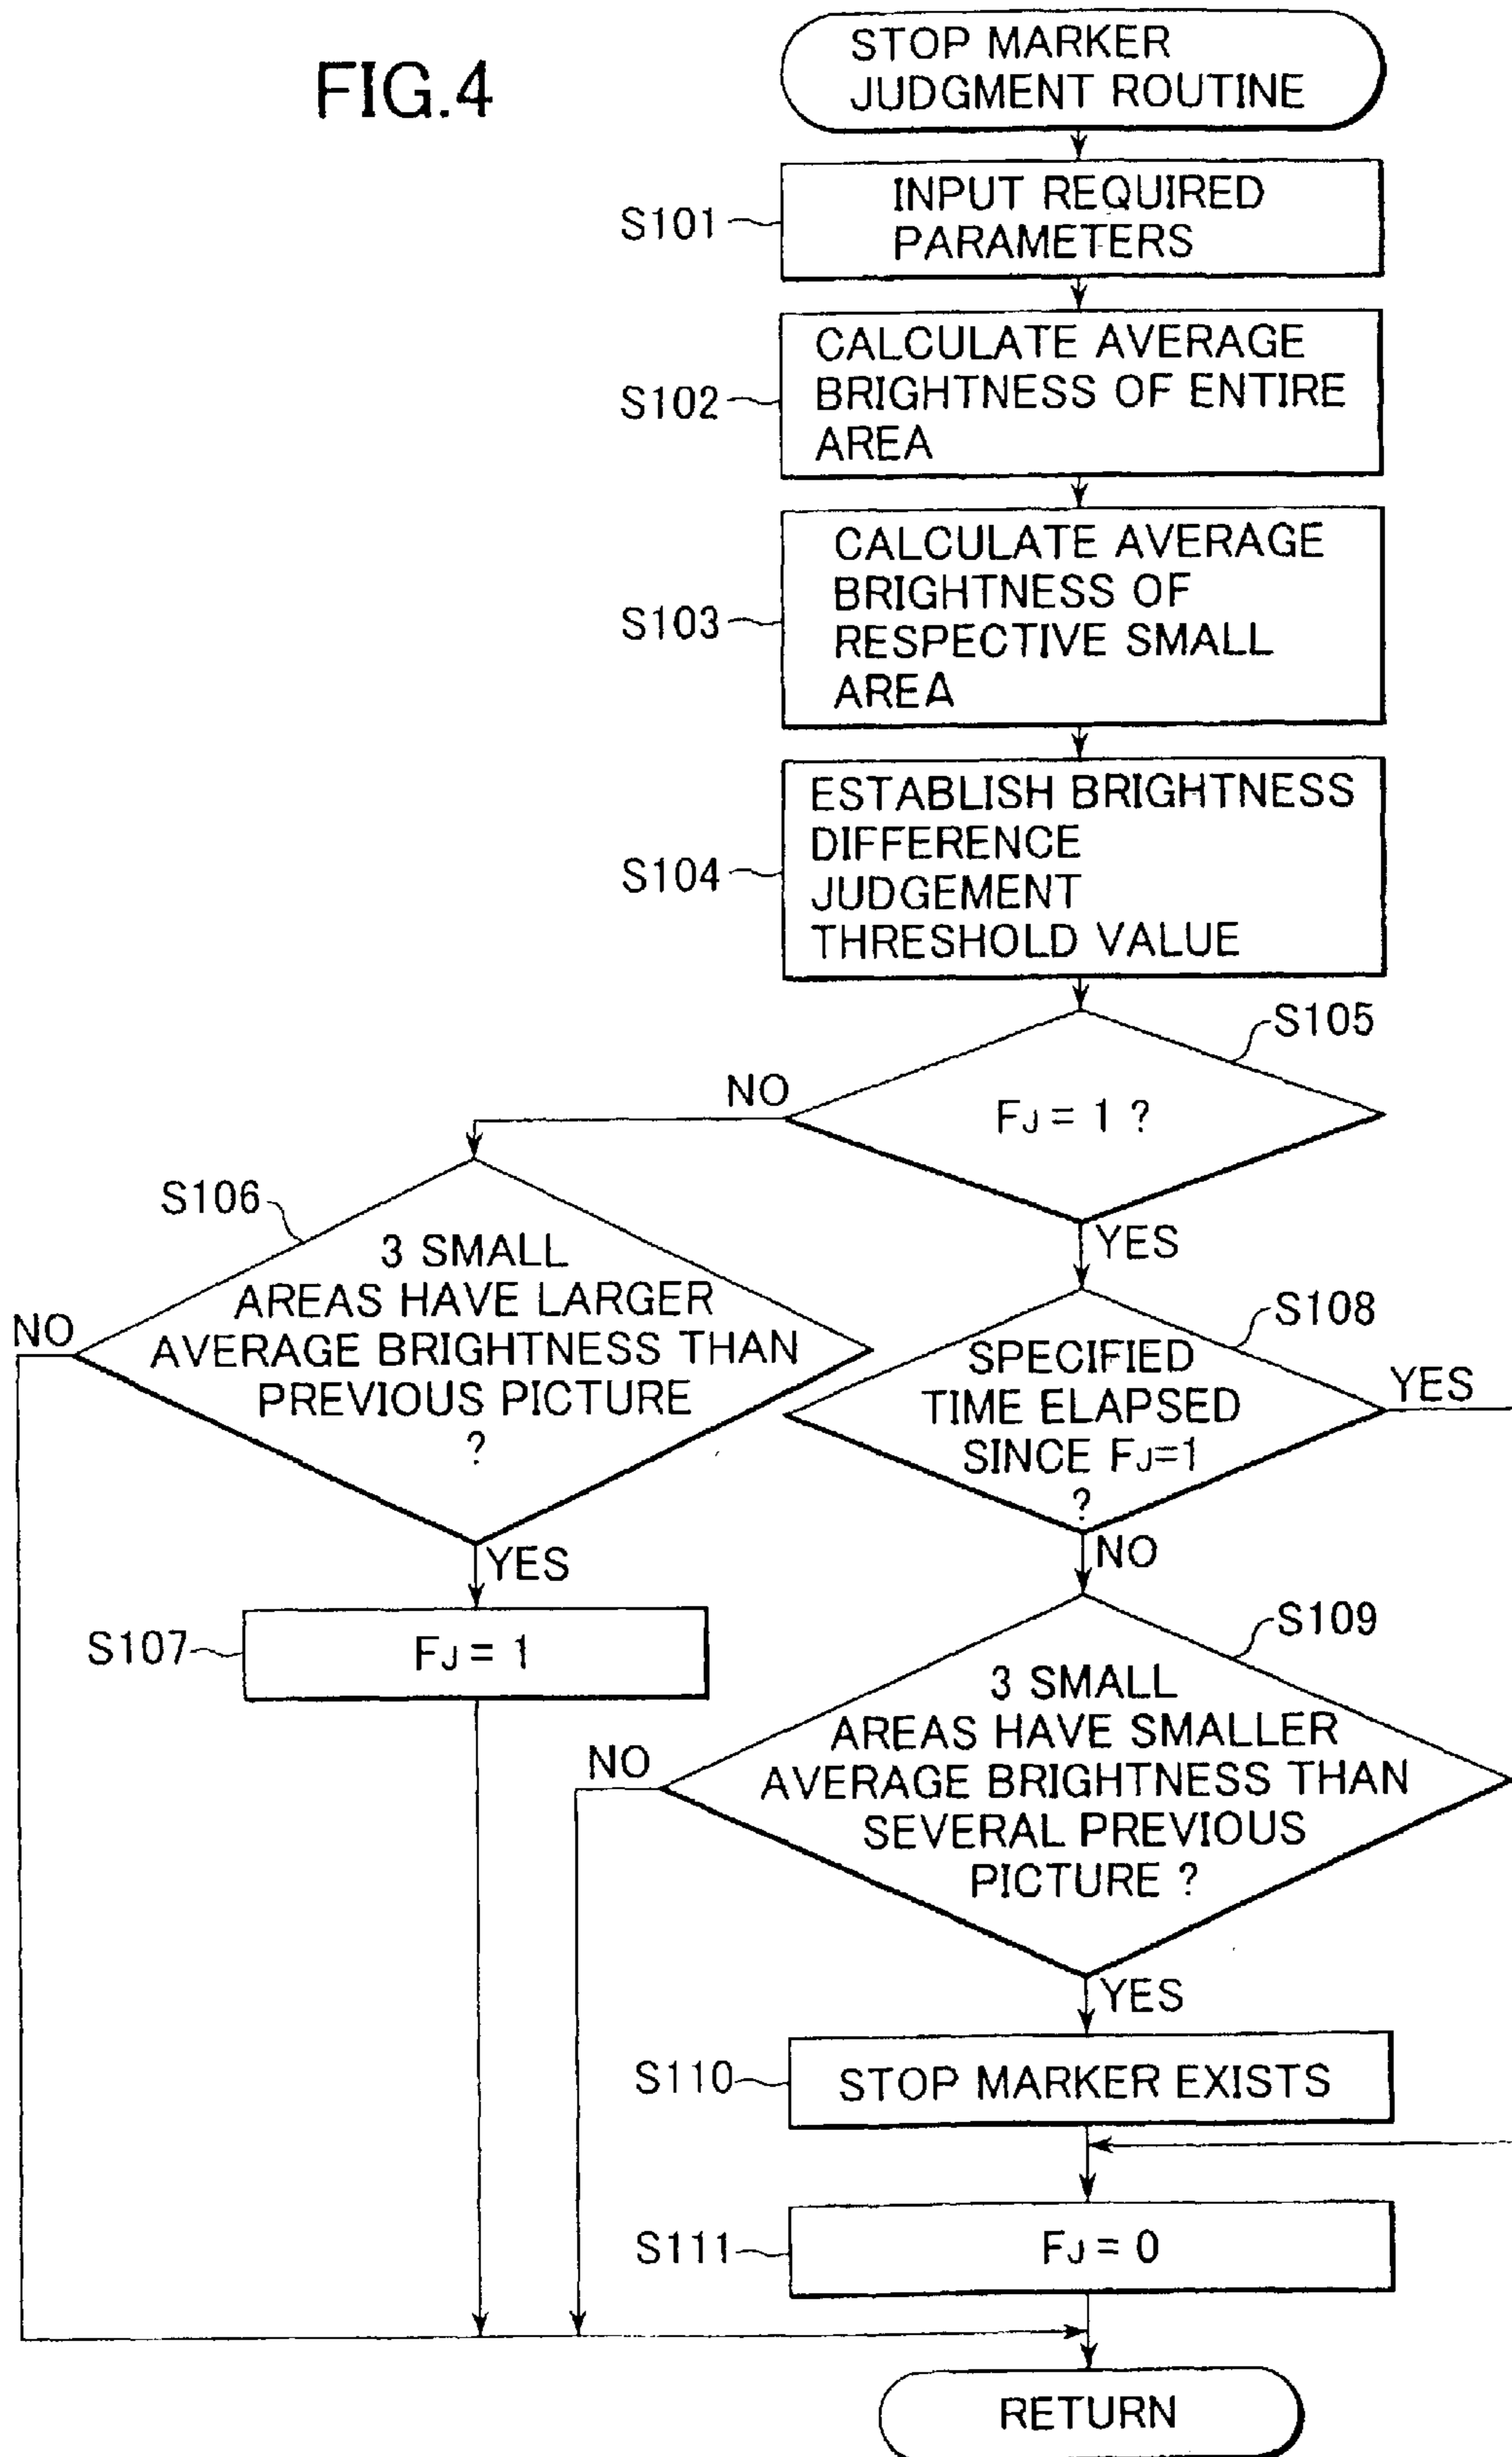 FIG.4
STOP MARKER
JUDGMENT ROUTINE
S101
INPUT REQUIRED
PARAMETERS
S102
CALCULATE AVERAGE
BRIGHTNESS OF ENTIRE
AREA
S103
CALCULATE AVERAGE
BRIGHTNESS OF
RESPECTIVE SMALL
AREA
S104
ESTABLISH BRIGHTNESS
DIFFERENCE
JUDGEMENT
THRESHOLD VALUE
S105
NO
FJ = 1 ?
YES
S106
3 SMALL
AREAS HAVE LARGER
AVERAGE BRIGHTNESS THAN
PREVIOUS PICTURE
?
NO
YES
S107
FJ = 1
S108
SPECIFIED
TIME ELAPSED
SINCE FJ=1
?
YES
NO
S109
3 SMALL
AREAS HAVE SMALLER
AVERAGE BRIGHTNESS THAN
SEVERAL PREVIOUS
PICTURE ?
NO
YES
S110
STOP MARKER EXISTS
S111
FJ = 0
RETURN